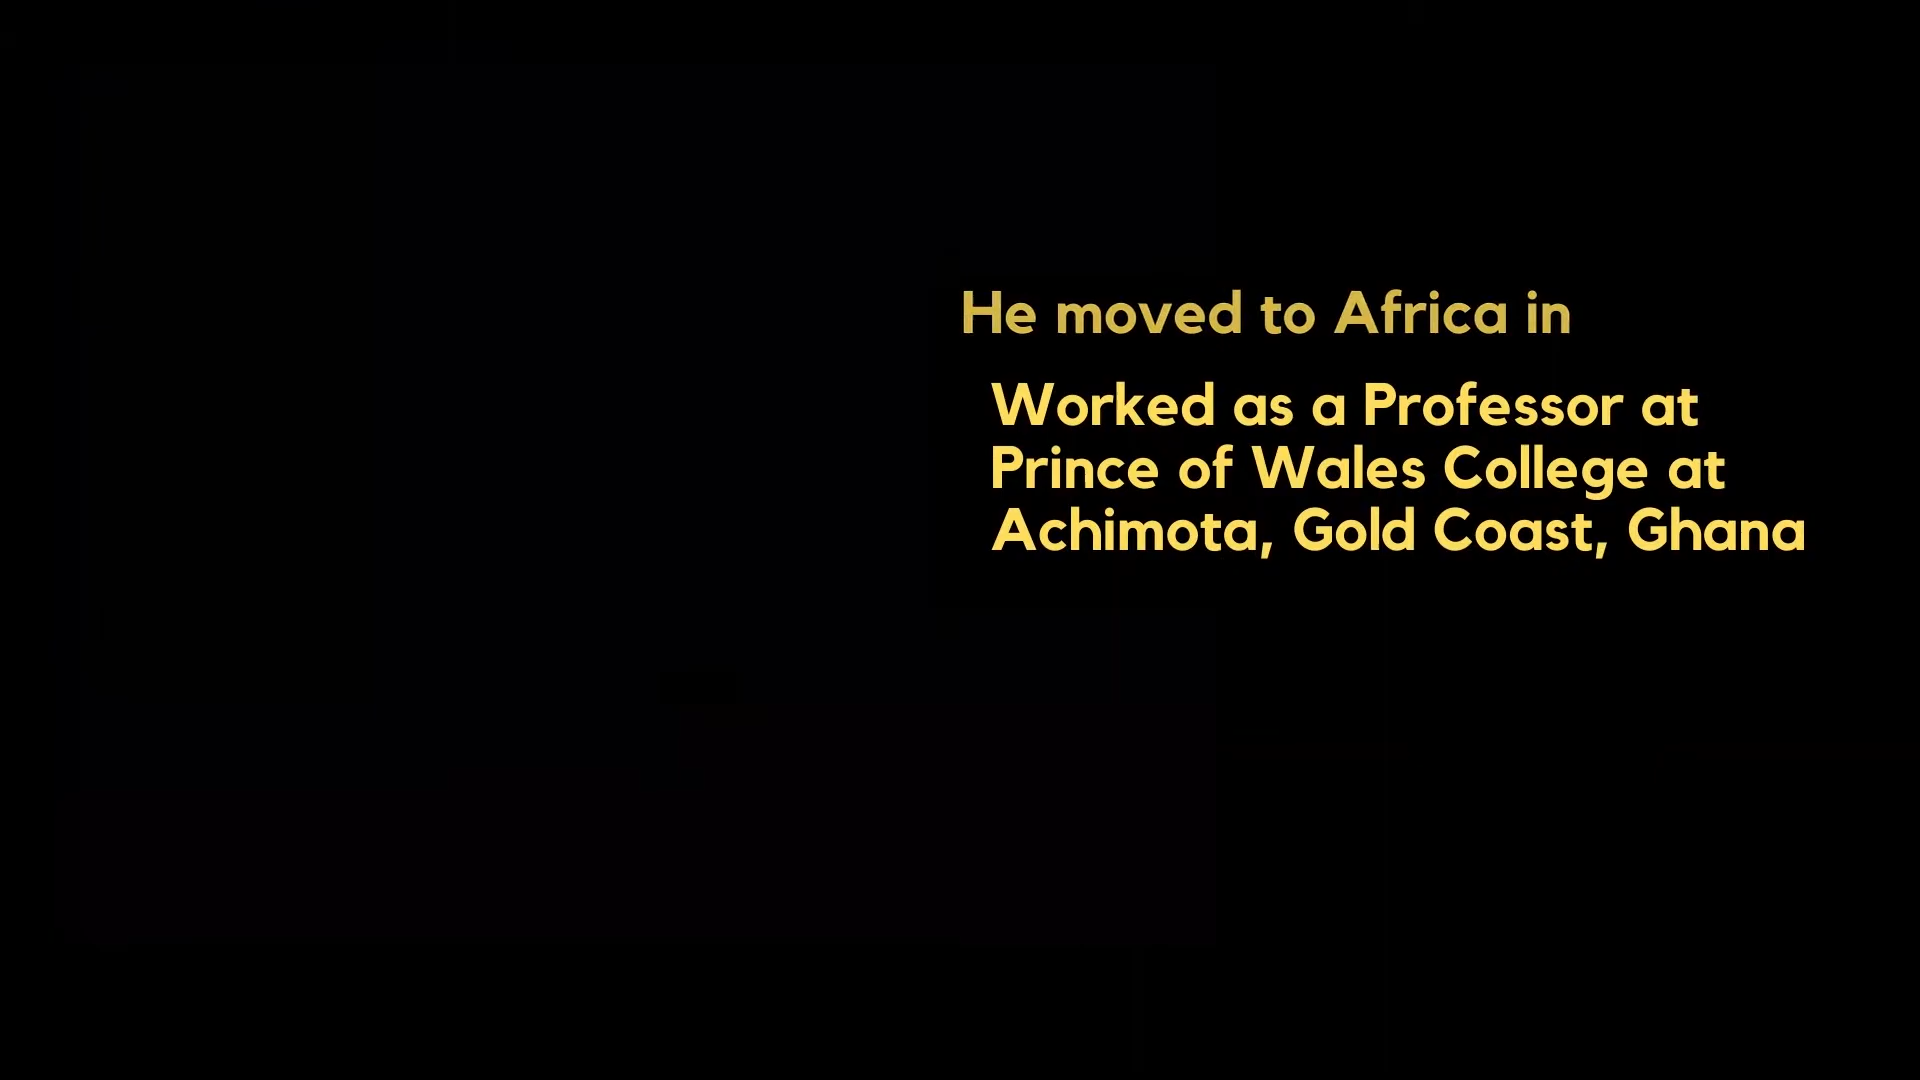 He moved to Africa in
Worked as a Professor at
Prince of Wales College at
Achimota, Gold Coast, Ghana